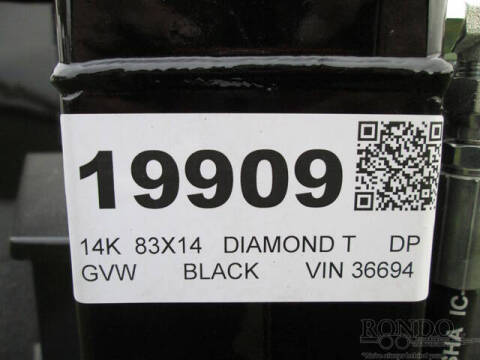 19909
14K 83X14 DIAMOND T DP
GVW BLACK VIN 36694
RONDO